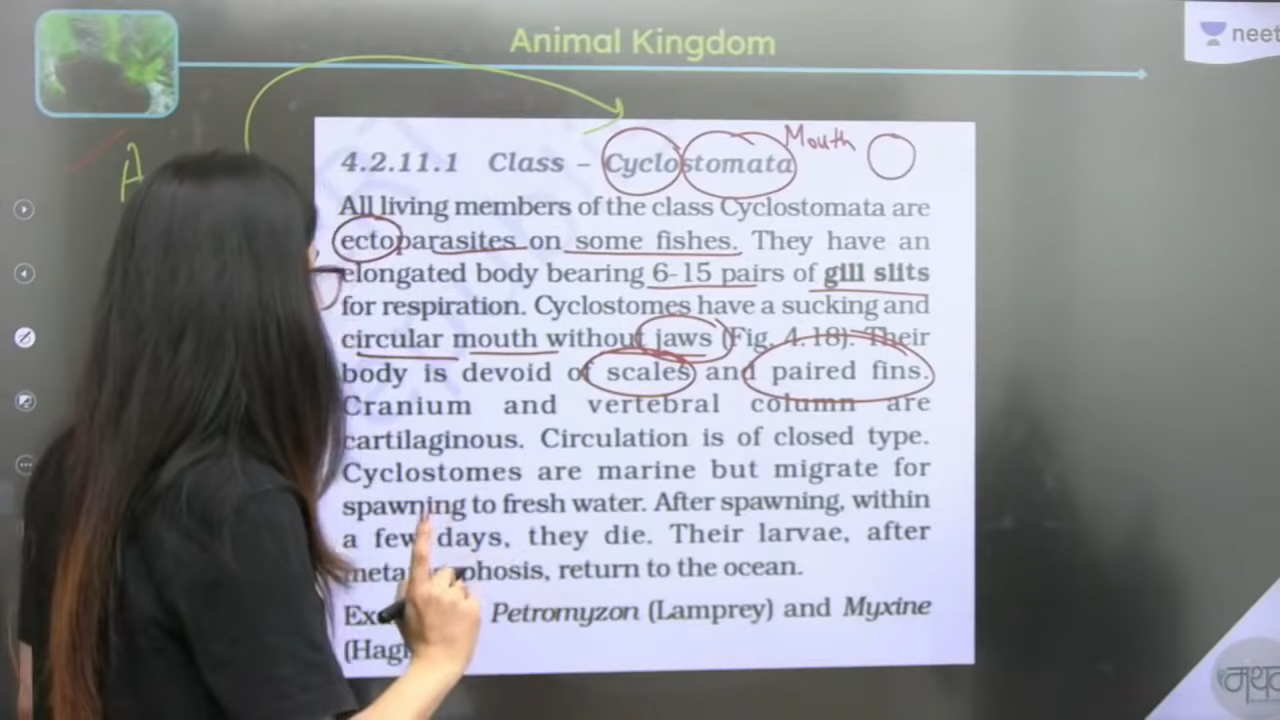 Animal Kingdom
neet
A
Mouth
4.2.11.1 Class – Cyclostomata
All living members of the class Cyclostomata are
ectoparasites on some fishes. They have an
elongated body bearing 6-15 pairs of gill slits
for respiration. Cyclostomes have a sucking and
circular mouth without jaws (Fig. 4.18). Their
body is devoid of scales and paired fins.
Cranium and vertebral column are
cartilaginous. Circulation is of closed type.
Cyclostomes are marine but migrate for
spawning to fresh water. After spawning, within
a few days, they die. Their larvae, after
return to the ocean.
Petromyzon (Lamprey) and Myxine